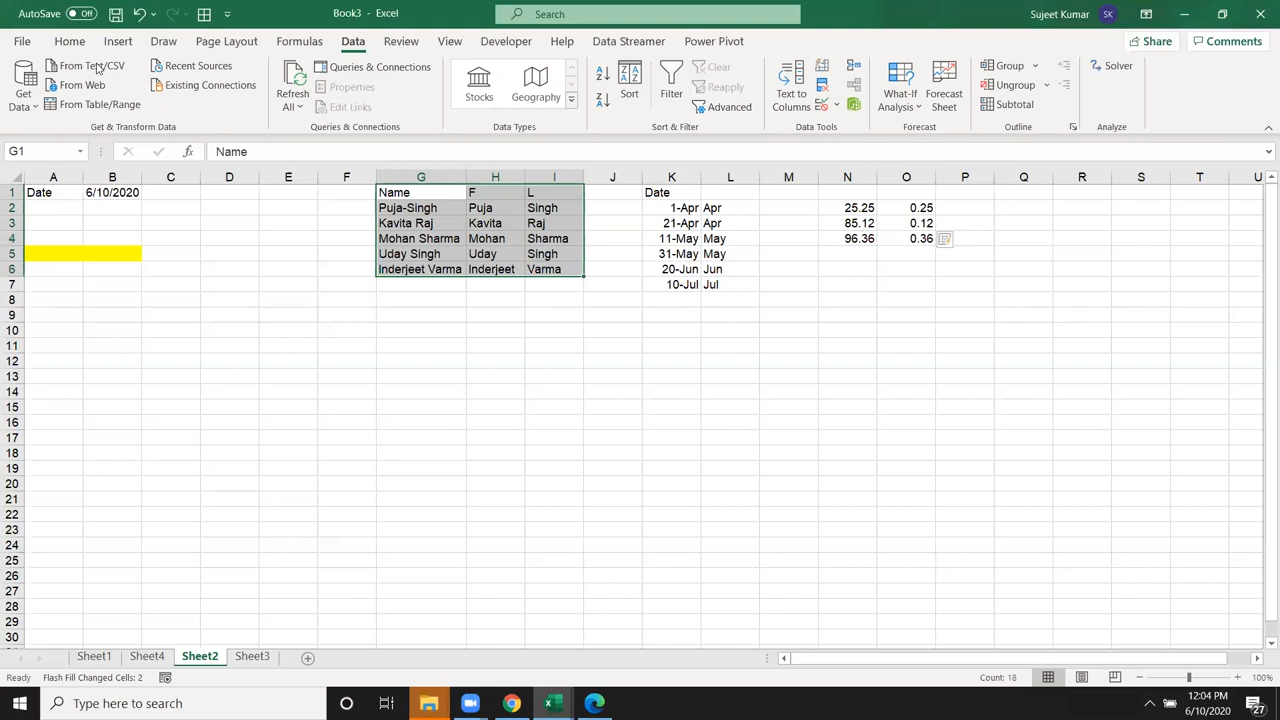 AutoSave Off Book3 - Excel Search Sujeet Kumar SK
File Home Insert Draw Page Layout Formulas Data Review View Developer Help Data Streamer Power Pivot Share Comments
Get Data From Text/CSV From Web From Table/Range Recent Sources Existing Connections
Refresh All Queries & Connections Properties Edit Links
Stocks Geography
Sort Filter Clear Reapply Advanced
Text to Columns What-If Analysis Forecast Sheet
Group Ungroup Subtotal Solver
Get & Transform Data Queries & Connections Data Types Sort & Filter Data Tools Forecast Outline Analyze
G1 fx Name
A B C D E F G H I J K L M N O P Q R S T U
1 Date 6/10/2020 Name F L Date
2 Puja-Singh Puja Singh 1-Apr Apr 25.25 0.25
3 Kavita Raj Kavita Raj 21-Apr Apr 85.12 0.12
4 Mohan Sharma Mohan Sharma 11-May May 96.36 0.36
5 Uday Singh Uday Singh 31-May May
6 Inderjeet Varma Inderjeet Varma 20-Jun Jun
7 10-Jul Jul
8
9
10
11
12
13
14
15
16
17
18
19
20
21
22
23
24
25
26
27
28
29
30
Sheet1 Sheet4 Sheet2 Sheet3
Ready Flash Fill Changed Cells: 2 Count: 18 100%
Type here to search 12:04 PM
6/10/2020 27